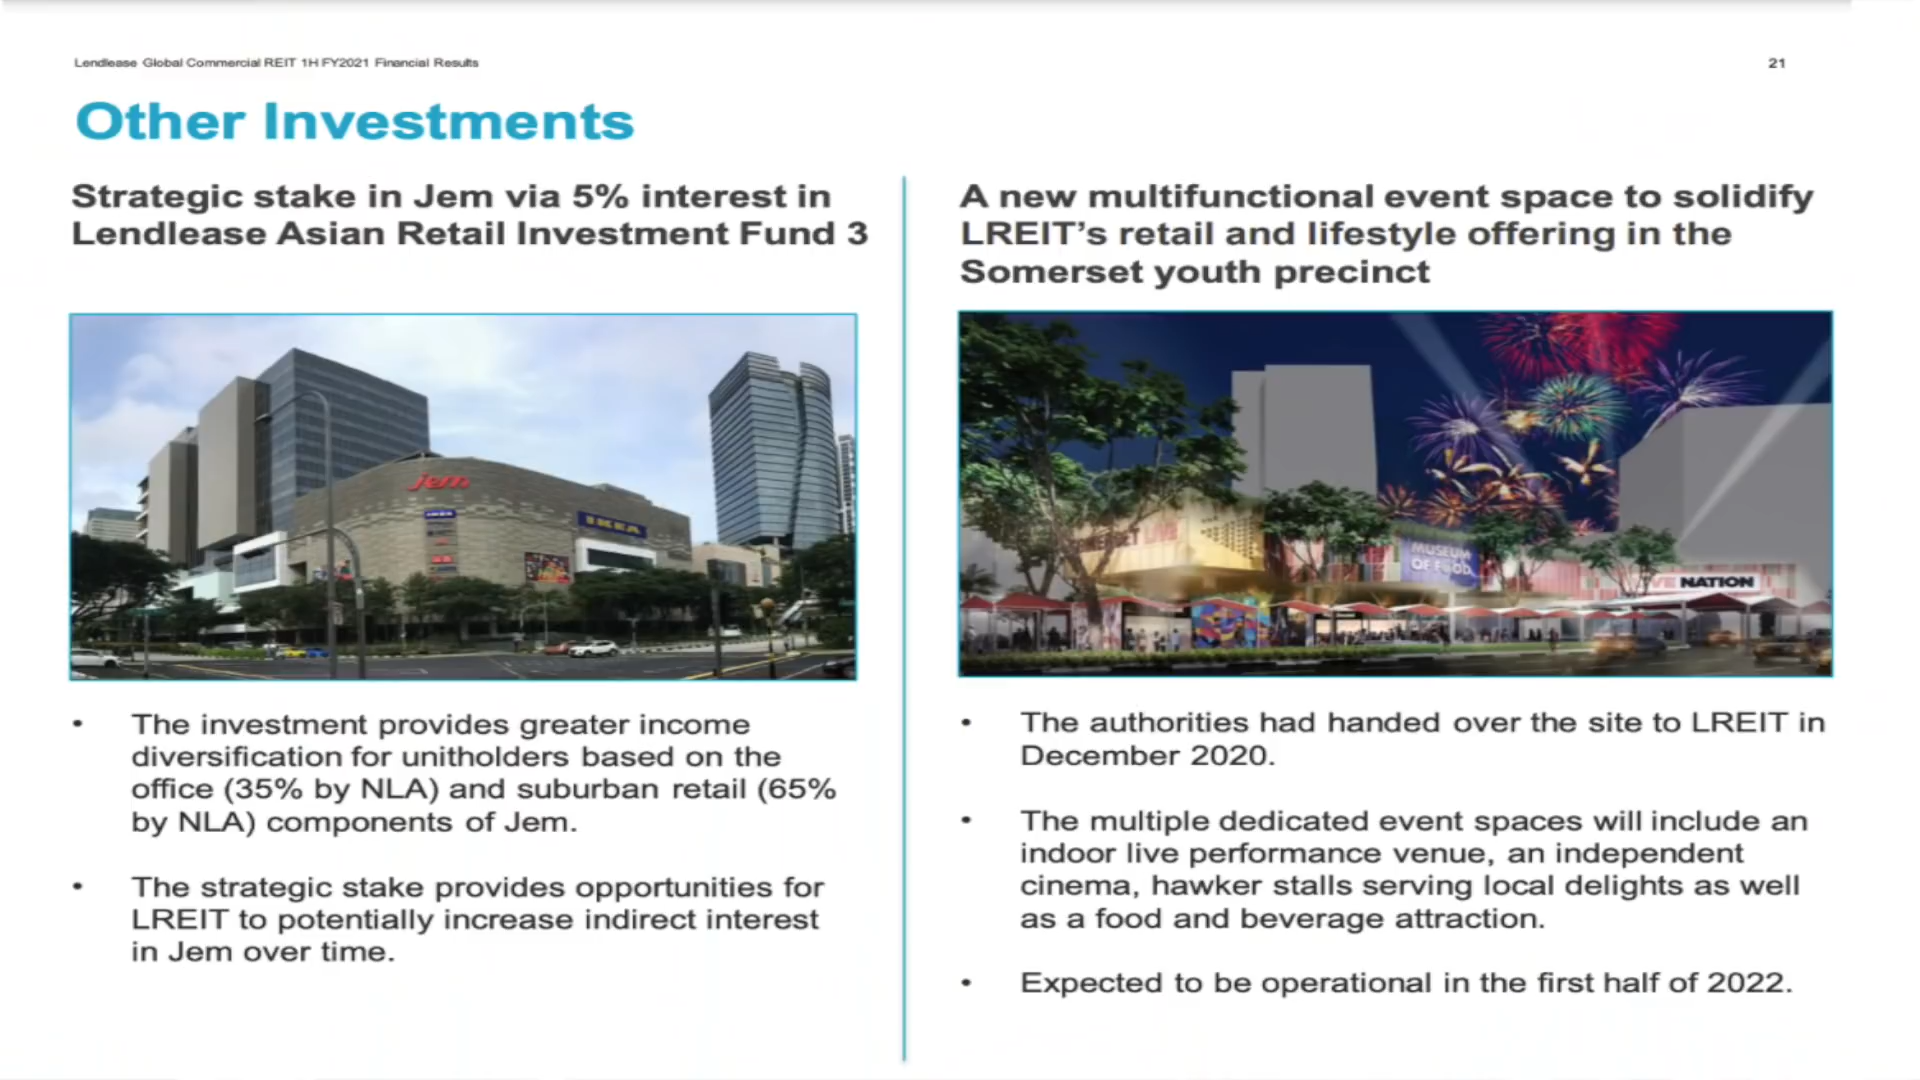 Lendlease Global Commercial REIT 1H FY2021 Financial Results
21
Other Investments
Strategic stake in Jem via 5% interest in
Lendlease Asian Retail Investment Fund 3
jem
IKEA
IKEA
• The investment provides greater income
diversification for unitholders based on the
office (35% by NLA) and suburban retail (65%
by NLA) components of Jem.
• The strategic stake provides opportunities for
LREIT to potentially increase indirect interest
in Jem over time.
A new multifunctional event space to solidify
LREIT’s retail and lifestyle offering in the
Somerset youth precinct
LIVE
MUSEUM
OF FOOD
NATION
• The authorities had handed over the site to LREIT in
December 2020.
• The multiple dedicated event spaces will include an
indoor live performance venue, an independent
cinema, hawker stalls serving local delights as well
as a food and beverage attraction.
• Expected to be operational in the first half of 2022.